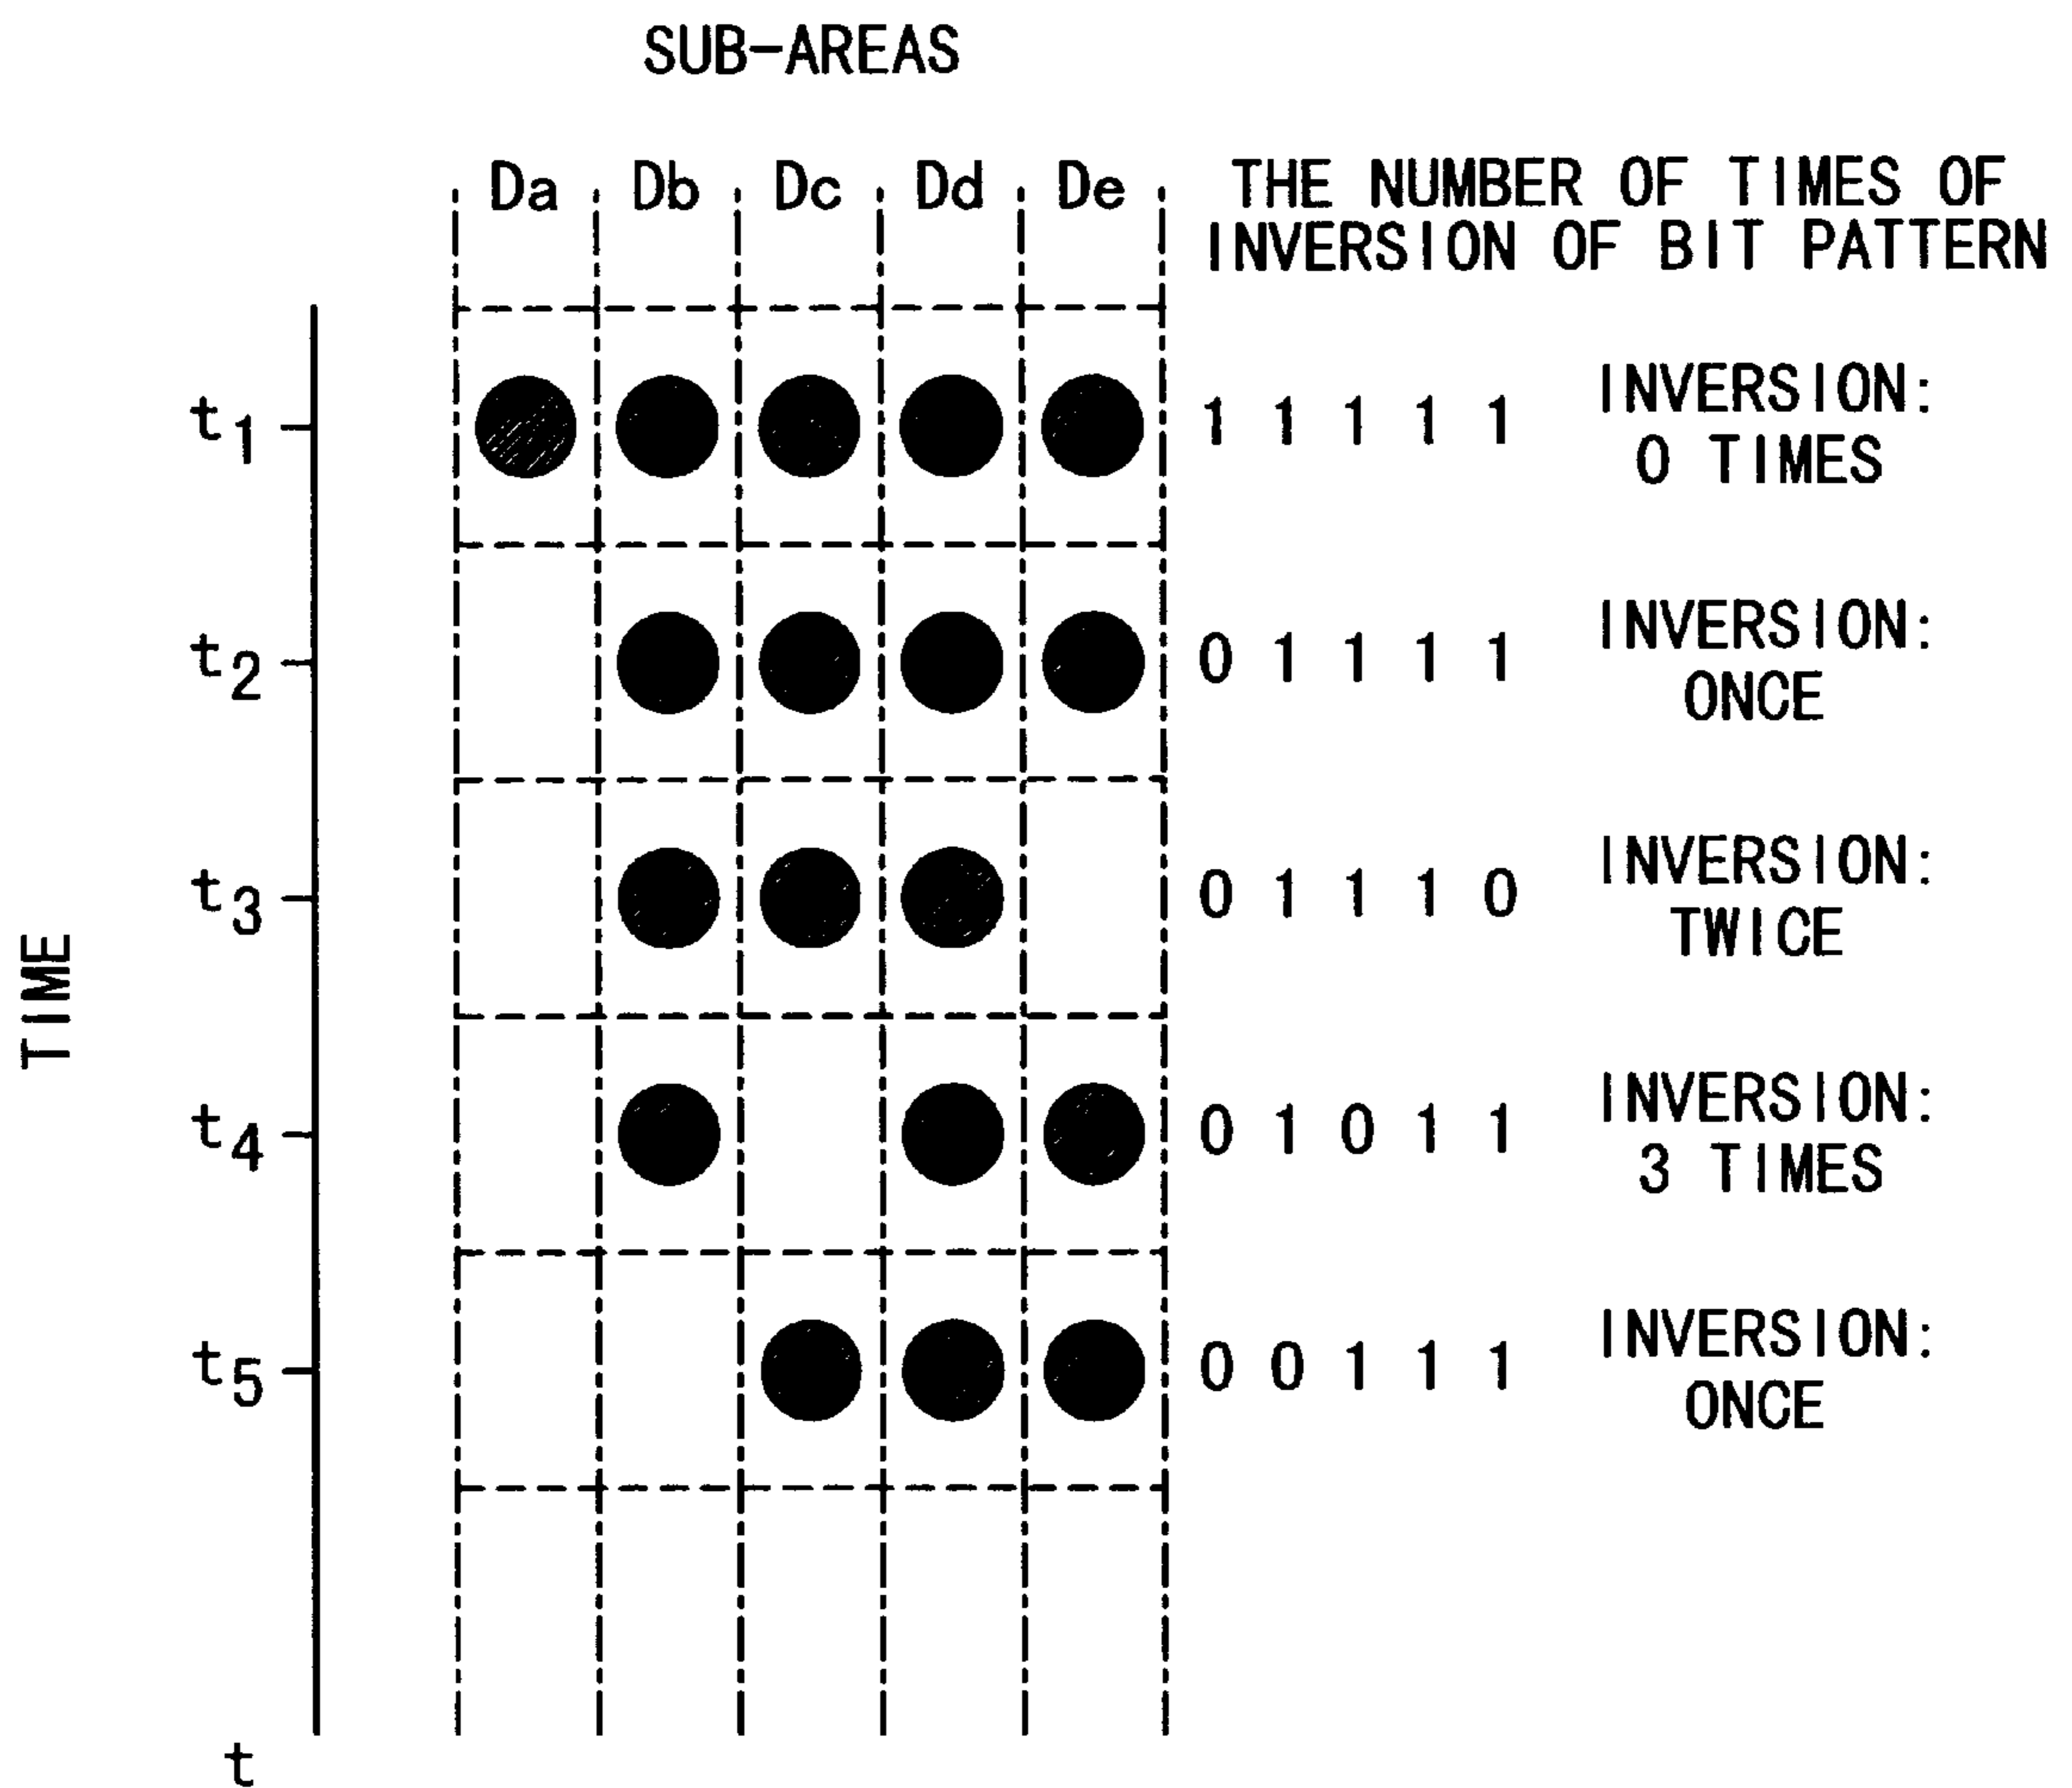 SUB-AREAS
Da Db Dc Dd De
THE NUMBER OF TIMES OF
INVERSION OF BIT PATTERN
t1 1 1 1 1 1 INVERSION:
0 TIMES
t2 0 1 1 1 1 INVERSION:
ONCE
t3 0 1 1 1 0 INVERSION:
TWICE
TIME
t4 0 1 0 1 1 INVERSION:
3 TIMES
t5 0 0 1 1 1 INVERSION:
ONCE
t